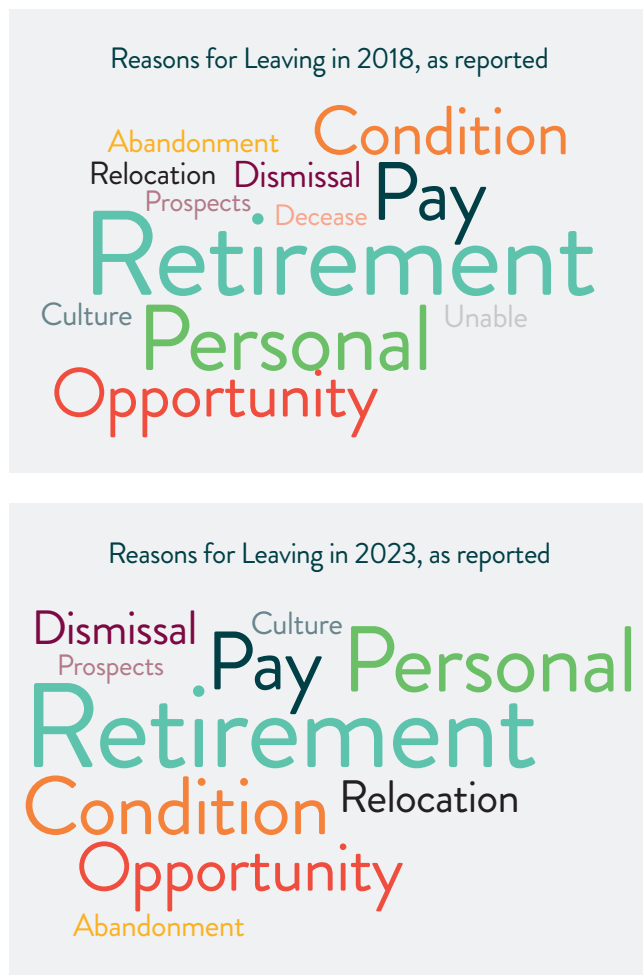 Reasons for Leaving in 2018, as reported
Abandonment
Condition
Relocation
Dismissal
Pay
Prospects
Decease
Retirement
Culture
Personal
Unable
Opportunity
Reasons for Leaving in 2023, as reported
Dismissal
Culture
Pay
Personal
Prospects
Retirement
Condition
Relocation
Opportunity
Abandonment